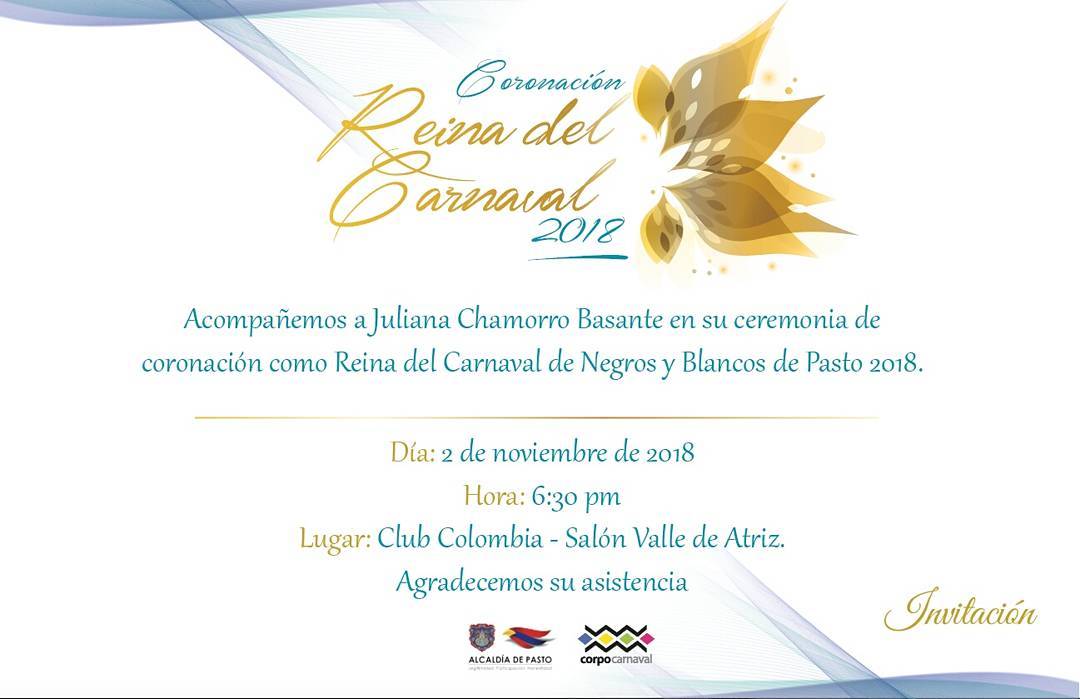 Coronación
Reina del
Carnaval
2018
Acompañemos a Juliana Chamorro Basante en su ceremonia de
coronación como Reina del Carnaval de Negros y Blancos de Pasto 2018.
Día: 2 de noviembre de 2018
Hora: 6:30 pm
Lugar: Club Colombia - Salón Valle de Atriz.
Agradecemos su asistencia
Invitación
ALCALDÍA DE PASTO
corpocarnaval